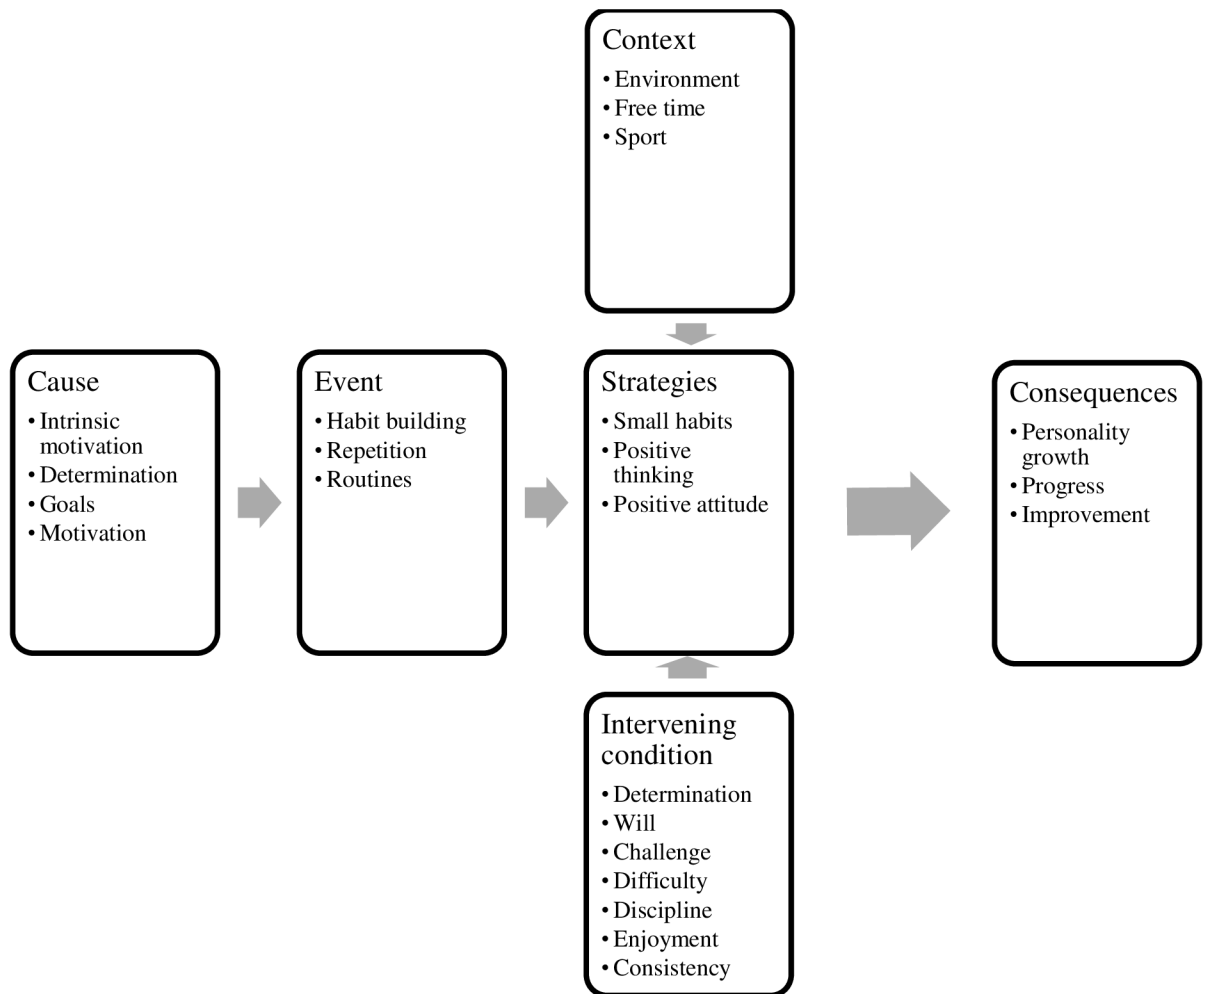 Context
• Environment
• Free time
• Sport
Cause
• Intrinsic
motivation
• Determination
• Goals
• Motivation
Event
• Habit building
• Repetition
• Routines
Strategies
• Small habits
• Positive
thinking
• Positive attitude
Consequences
• Personality
growth
• Progress
• Improvement
Intervening
condition
• Determination
• Will
• Challenge
• Difficulty
• Discipline
• Enjoyment
• Consistency